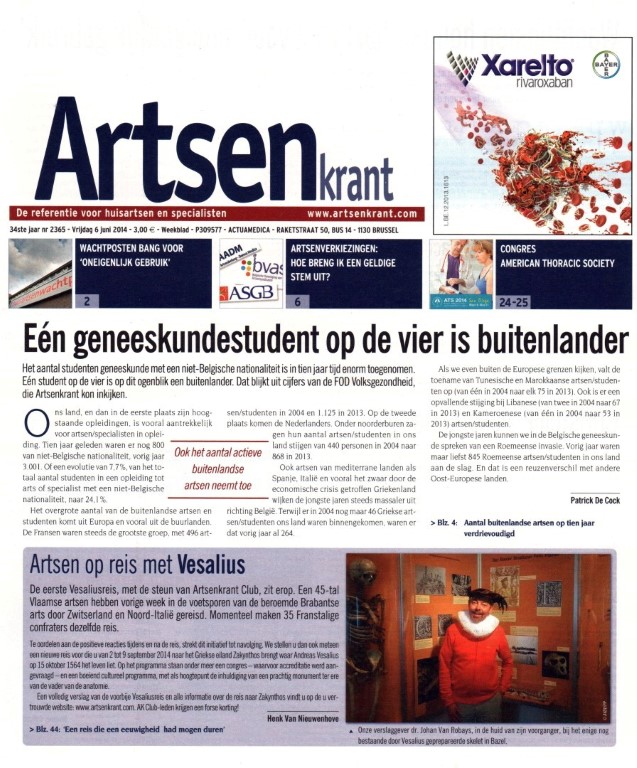 Xarelto
rivaroxaban
BAYER
L.BE.12.2013.1013
Artsenkrant
De referentie voor huisartsen en specialisten
www.artsenkrant.com
34ste jaar nr 2365 - Vrijdag 6 juni 2014 - 3,00 € - Weekblad - P309577 - ACTUAMEDICA - RAKETSTRAAT 50, BUS 14 - 1130 BRUSSEL
WACHTPOSTEN BANG VOOR
'ONEIGENLIJK GEBRUIK'
2
AADM
bvas
ASGB
ARTSENVERKIEZINGEN:
HOE BRENG IK EEN GELDIGE
STEM UIT?
6
ATS 2014
CONGRES
AMERICAN THORACIC SOCIETY
24-25
Eén geneeskundestudent op de vier is buitenlander
Het aantal studenten geneeskunde met een niet-Belgische nationaliteit is in tien jaar tijd enorm toegenomen.
Eén student op de vier is op dit ogenblik een buitenlander. Dat blijkt uit cijfers van de FOD Volksgezondheid,
die Artsenkrant kon inkijken.
Ons land, en dan in de eerste plaats zijn hoog-
staande opleidingen, is vooral aantrekkelijk
voor artsen/specialisten in oplei-
ding. Tien jaar geleden waren er nog 800
van niet-Belgische nationaliteit, vorig jaar
3.001. Of een evolutie van 7,7%, van het to-
taal aantal studenten in een opleiding tot
arts of specialist met een niet-Belgische
nationaliteit, naar 24,1%.
Het overgrote aantal van de buitenlandse artsen en
studenten komt uit Europa en vooral uit de buurlanden.
De Fransen waren steeds de grootste groep, met 496 art-
Ook het aantal actieve
buitenlandse
artsen neemt toe
sen/studenten in 2004 en 1.125 in 2013. Op de tweede
plaats komen de Nederlanders. Onder noorderburen za-
gen hun aantal artsen/studenten in ons
land stijgen van 440 personen in 2004 naar
868 in 2013.
Ook artsen van mediterrane landen als
Spanje, Italië en vooral het zwaar door de
economische crisis getroffen Griekenland
wijken de jongste jaren steeds massaler uit
richting België. Terwijl er in 2004 nog maar 46 Griekse art-
sen/studenten ons land waren binnengekomen, waren er
dat vorig jaar al 264.
Als we even buiten de Europese grenzen kijken, valt de
toename van Tunesische en Marokkaanse artsen/studen-
ten op (van één in 2004 naar elk 75 in 2013). Ook is er een
opvallende stijging bij Libanese (van twee in 2004 naar 67
in 2013) en Kameroenese (van één in 2004 naar 53 in
2013) artsen/studenten.
De jongste jaren kunnen we in de Belgische geneeskun-
de spreken van een Roemeense invasie. Vorig jaar waren
maar liefst 845 Roemeense artsen/studenten in ons land
aan de slag. En dat is een reuzenverschil met andere
Oost-Europese landen.
Patrick De Cock
> Blz. 4: Aantal buitenlandse artsen op tien jaar
verdrievoudigd
Artsen op reis met Vesalius
De eerste Vesaliusreis, met de steun van Artsenkrant Club, zit erop. Een 45-tal
Vlaamse artsen hebben vorige week in de voetsporen van de beroemde Brabantse
arts door Zwitserland en Noord-Italië gereisd. Momenteel maken 35 Franstalige
confraters dezelfde reis.
Te oordelen aan de positieve reacties tijdens en na de reis, strekt dit initiatief tot navolging. We stellen u dan ook meteen
een nieuwe reis voor die u van 2 tot 9 september 2014 naar het Griekse eiland Zakynthos brengt waar Andreas Vesalius
op 15 oktober 1564 het leven liet. Op het programma staan onder meer een congres – waarvoor accreditatie werd aan-
gevraagd – en een boeiend cultureel programma, met als hoogtepunt de inhuldiging van een prachtig monument ter ere
van de vader van de anatomie.
Een volledig verslag van de voorbije Vesaliusreis en alle informatie over de reis naar Zakynthos vindt u op de u ver-
trouwde website: www.artsenkrant.com. AK Club-leden krijgen een forse korting!
Henk Van Nieuwenhove
> Blz. 44: 'Een reis die een eeuwigheid had mogen duren'
▲ Onze verslaggever dr. Johan Van Robays, in de huid van zijn voorganger, bij het enige nog
bestaande door Vesalius geprepareerde skelet in Bazel.